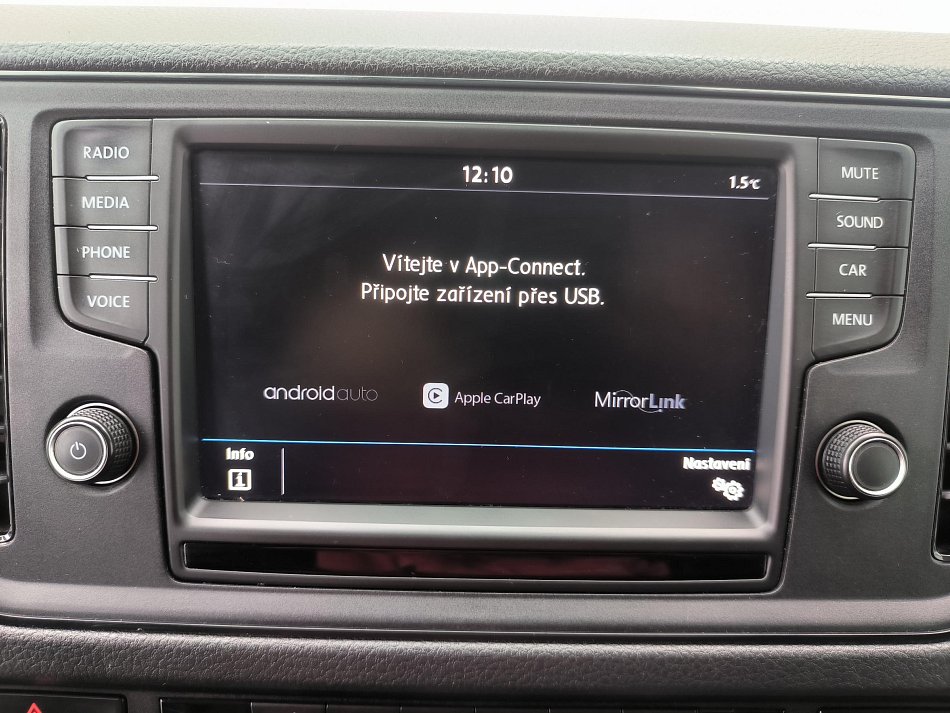 RADIO
MEDIA
PHONE
VOICE
12:10
1.5°C
Vítejte v App-Connect.
Připojte zařízení přes USB.
androidauto
Apple CarPlay
MirrorLink
Info
i
Nastavení
MUTE
SOUND
CAR
MENU